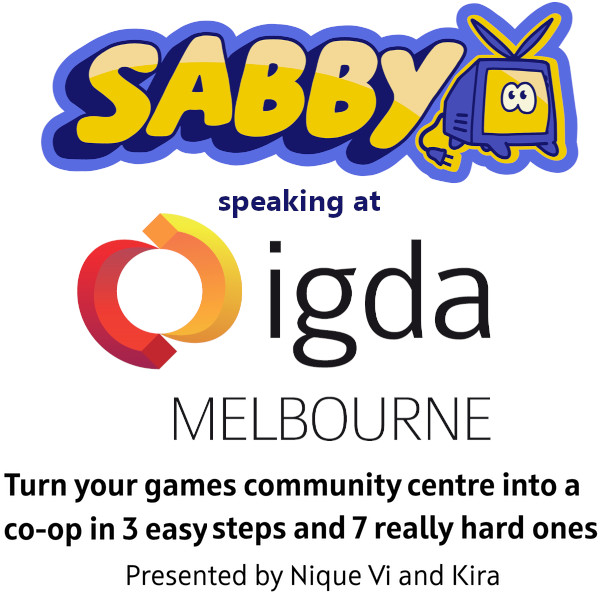 SABBY
speaking at
igda
MELBOURNE
Turn your games community centre into a
co-op in 3 easy steps and 7 really hard ones
Presented by Nique Vi and Kira